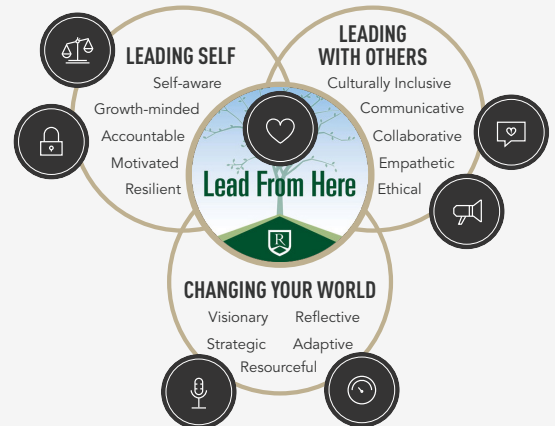 LEADING SELF
Self-aware
Growth-minded
Accountable
Motivated
Resilient
LEADING
WITH OTHERS
Culturally Inclusive
Communicative
Collaborative
Empathetic
Ethical
Lead From Here
R
CHANGING YOUR WORLD
Visionary Reflective
Strategic Adaptive
Resourceful